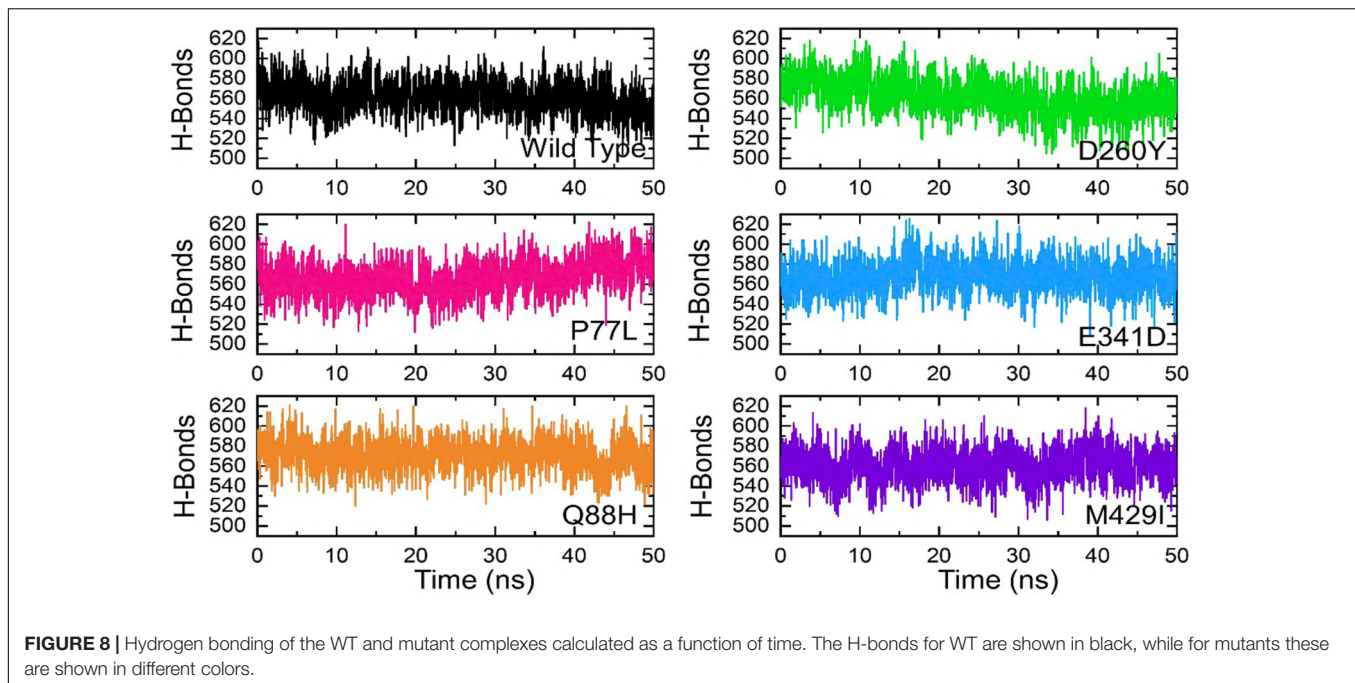 H-Bonds
620
600
580
560
540
520
500
Wild Type
0 10 20 30 40 50
H-Bonds
620
600
580
560
540
520
500
D260Y
0 10 20 30 40 50
H-Bonds
620
600
580
560
540
520
500
P77L
0 10 20 30 40 50
H-Bonds
620
600
580
560
540
520
500
E341D
0 10 20 30 40 50
H-Bonds
620
600
580
560
540
520
500
Q88H
0 10 20 30 40 50
Time (ns)
H-Bonds
620
600
580
560
540
520
500
M429I
0 10 20 30 40 50
Time (ns)
FIGURE 8 | Hydrogen bonding of the WT and mutant complexes calculated as a function of time. The H-bonds for WT are shown in black, while for mutants these
are shown in different colors.